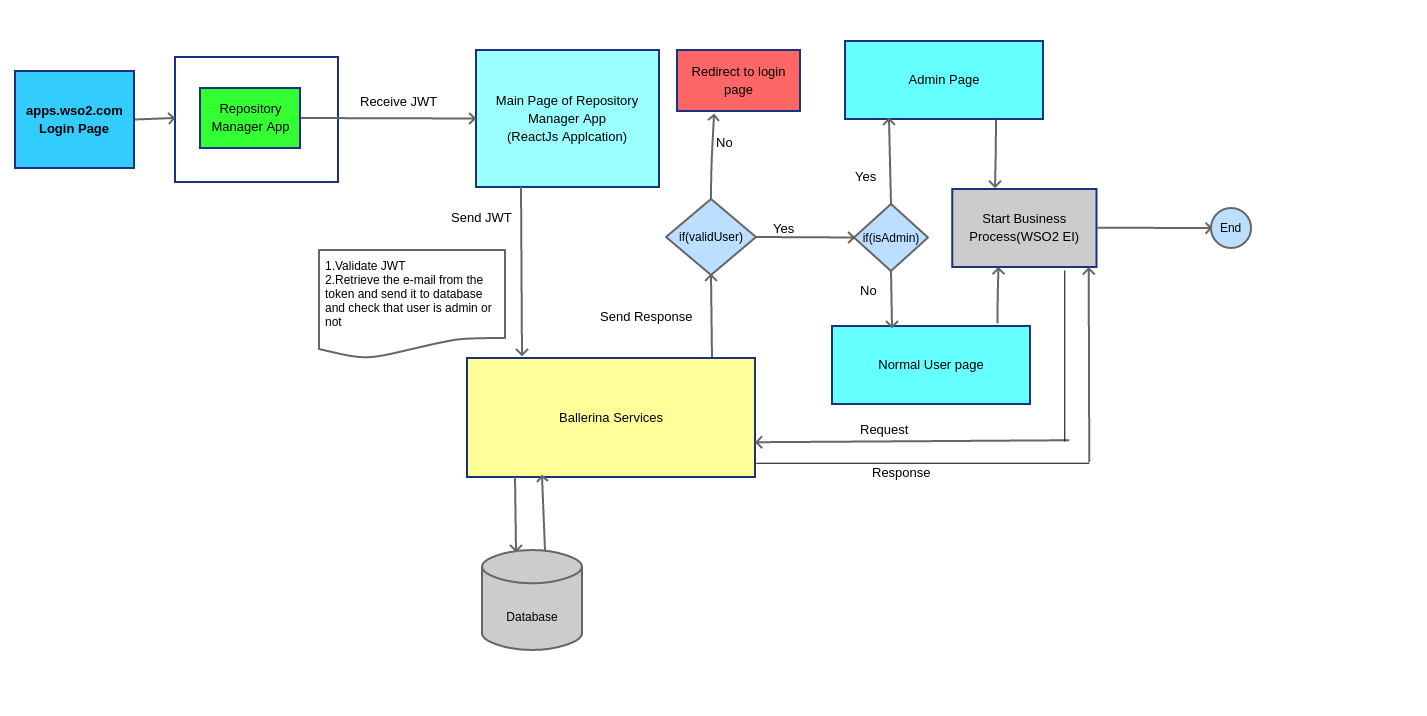 apps.wso2.com
Login Page
Repository
Manager App
Receive JWT
Main Page of Repository
Manager App
(ReactJs Applcation)
Redirect to login
page
No
Admin Page
Yes
Send JWT
if(validUser)
Yes
if(isAdmin)
Start Business
Process(WSO2 EI)
End
1.Validate JWT
2.Retrieve the e-mail from the
token and send it to database
and check that user is admin or
not
Send Response
No
Normal User page
Ballerina Services
Request
Response
Database